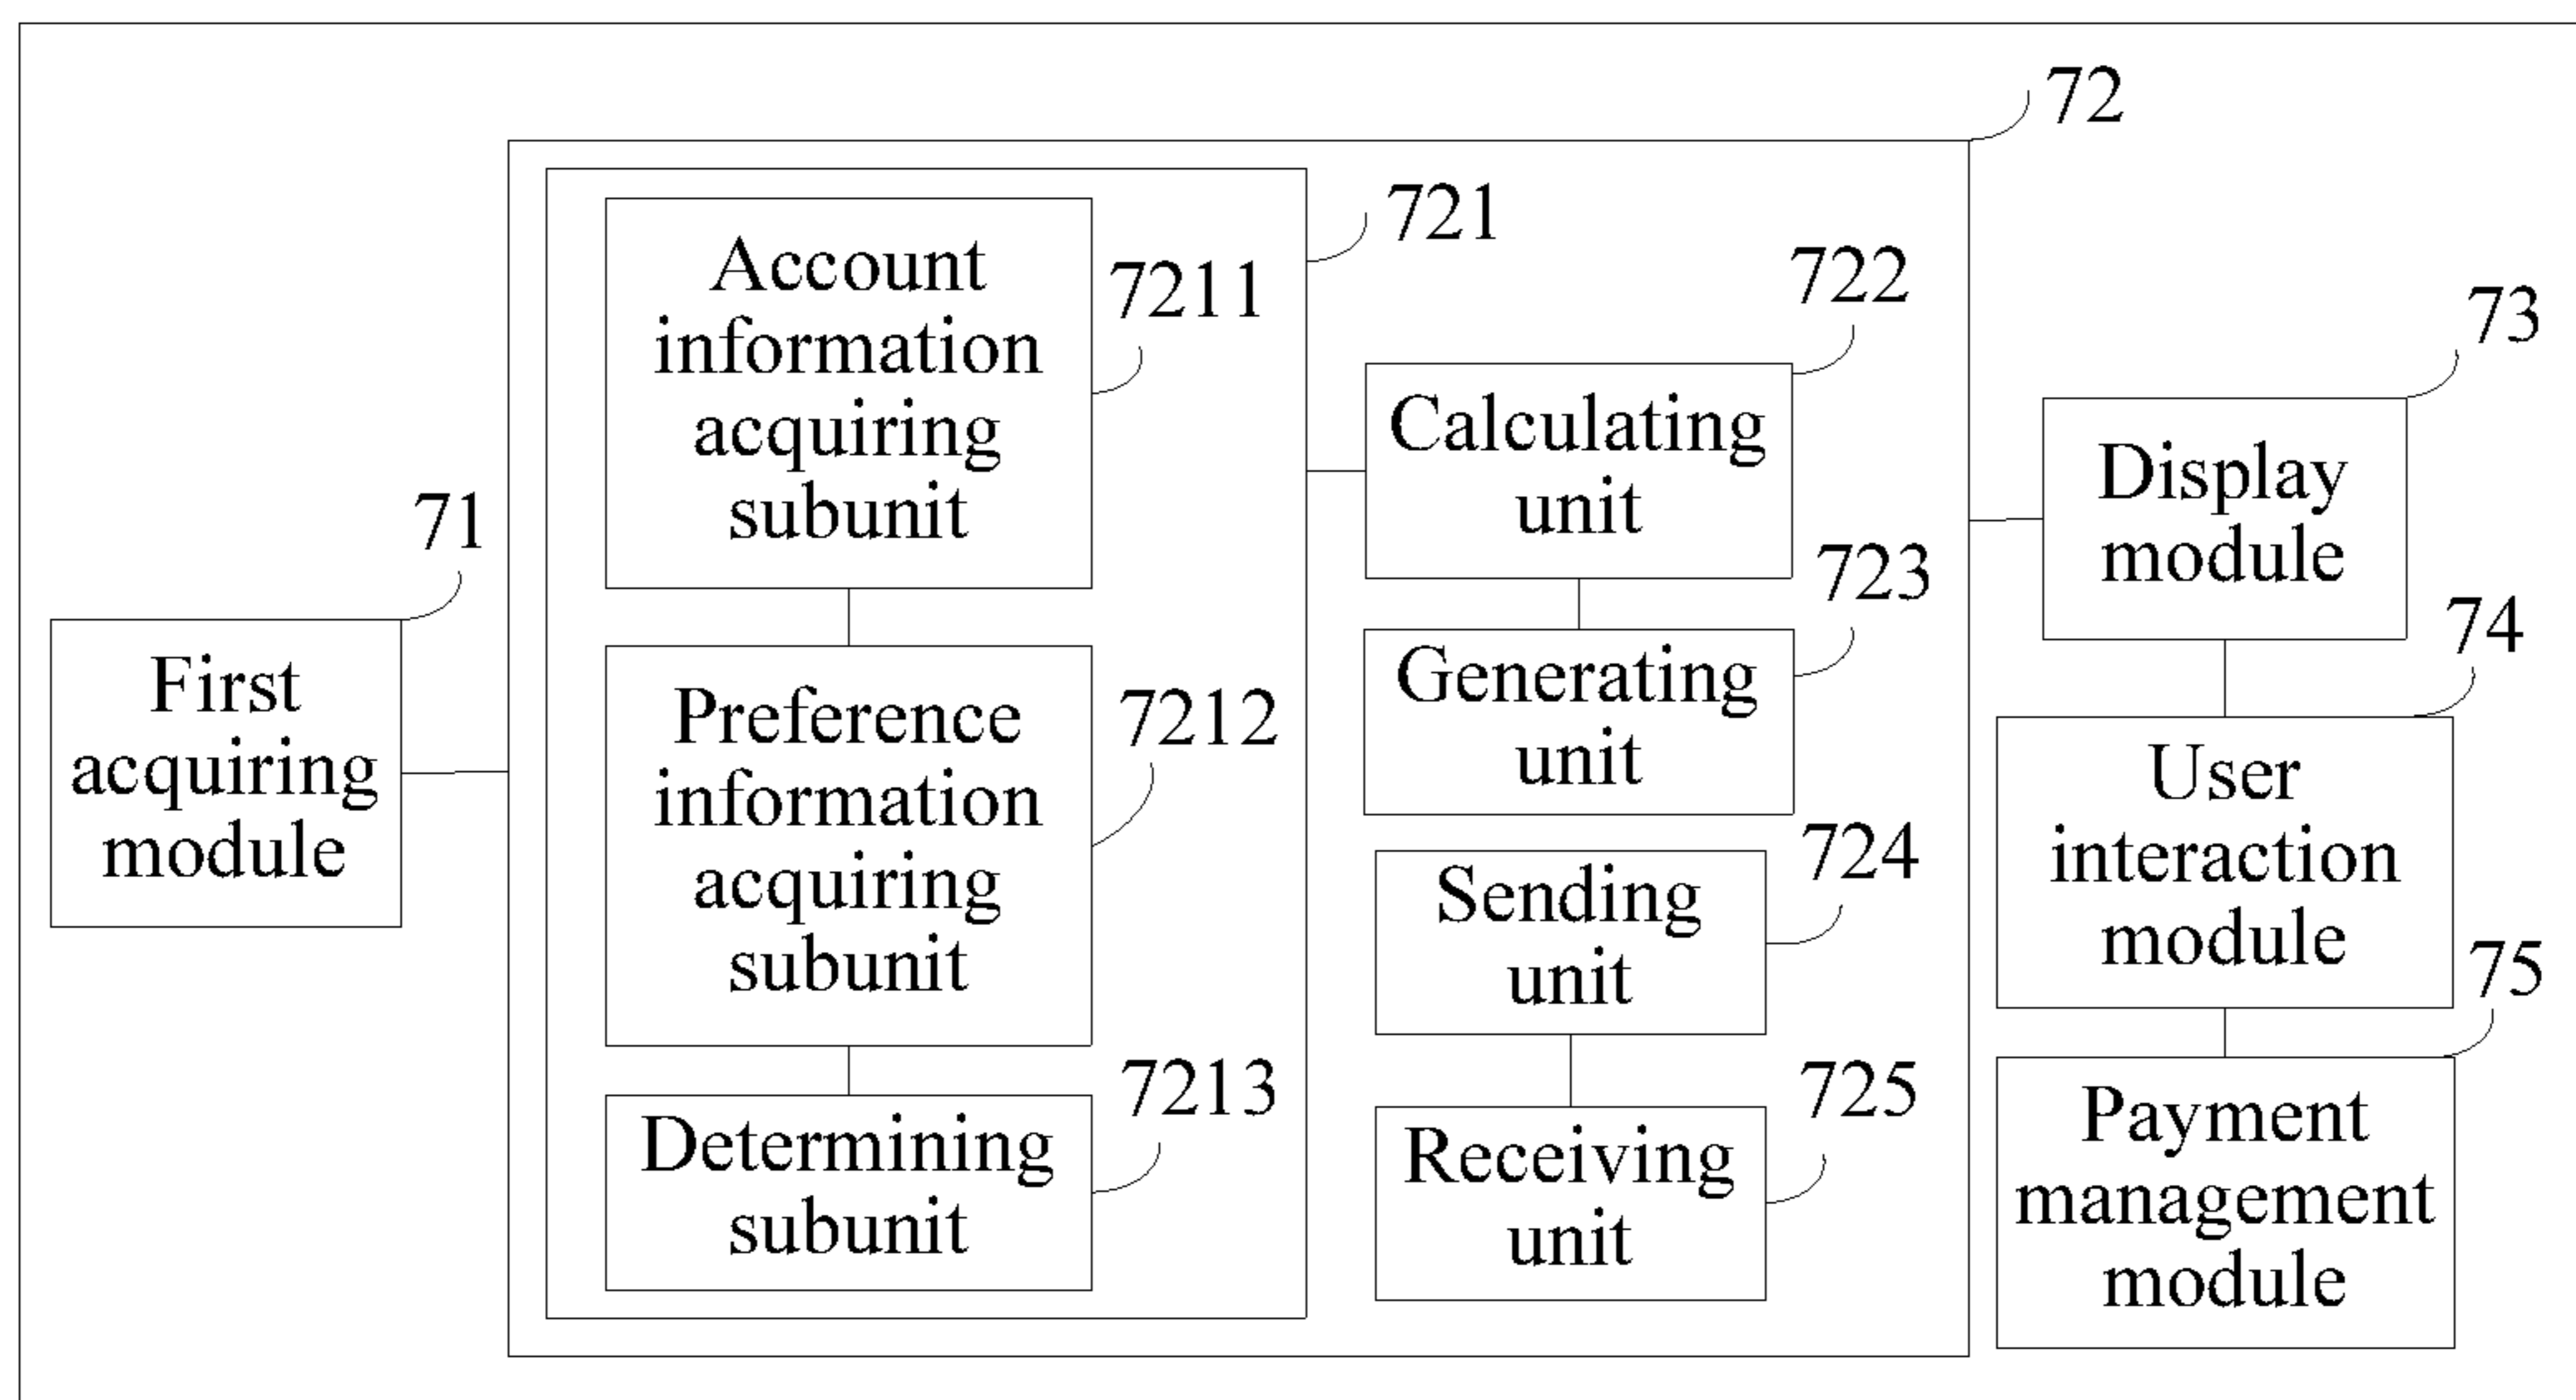 72
721
Account
information
acquiring
subunit
7211
722
73
Calculating
unit
Display
module
71
723
74
First
acquiring
module
Preference
information
acquiring
subunit
7212
Generating
unit
User
interaction
module
724
Sending
unit
75
7213
Determining
subunit
725
Receiving
unit
Payment
management
module